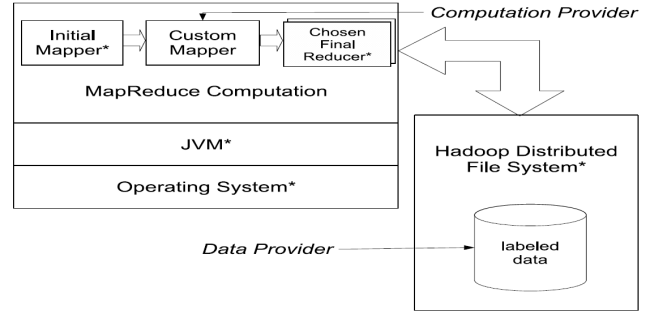 Computation Provider
Initial
Mapper*
Custom
Mapper
Chosen
Final
Reducer*
MapReduce Computation
JVM*
Operating System*
Hadoop Distributed
File System*
Data Provider
labeled
data